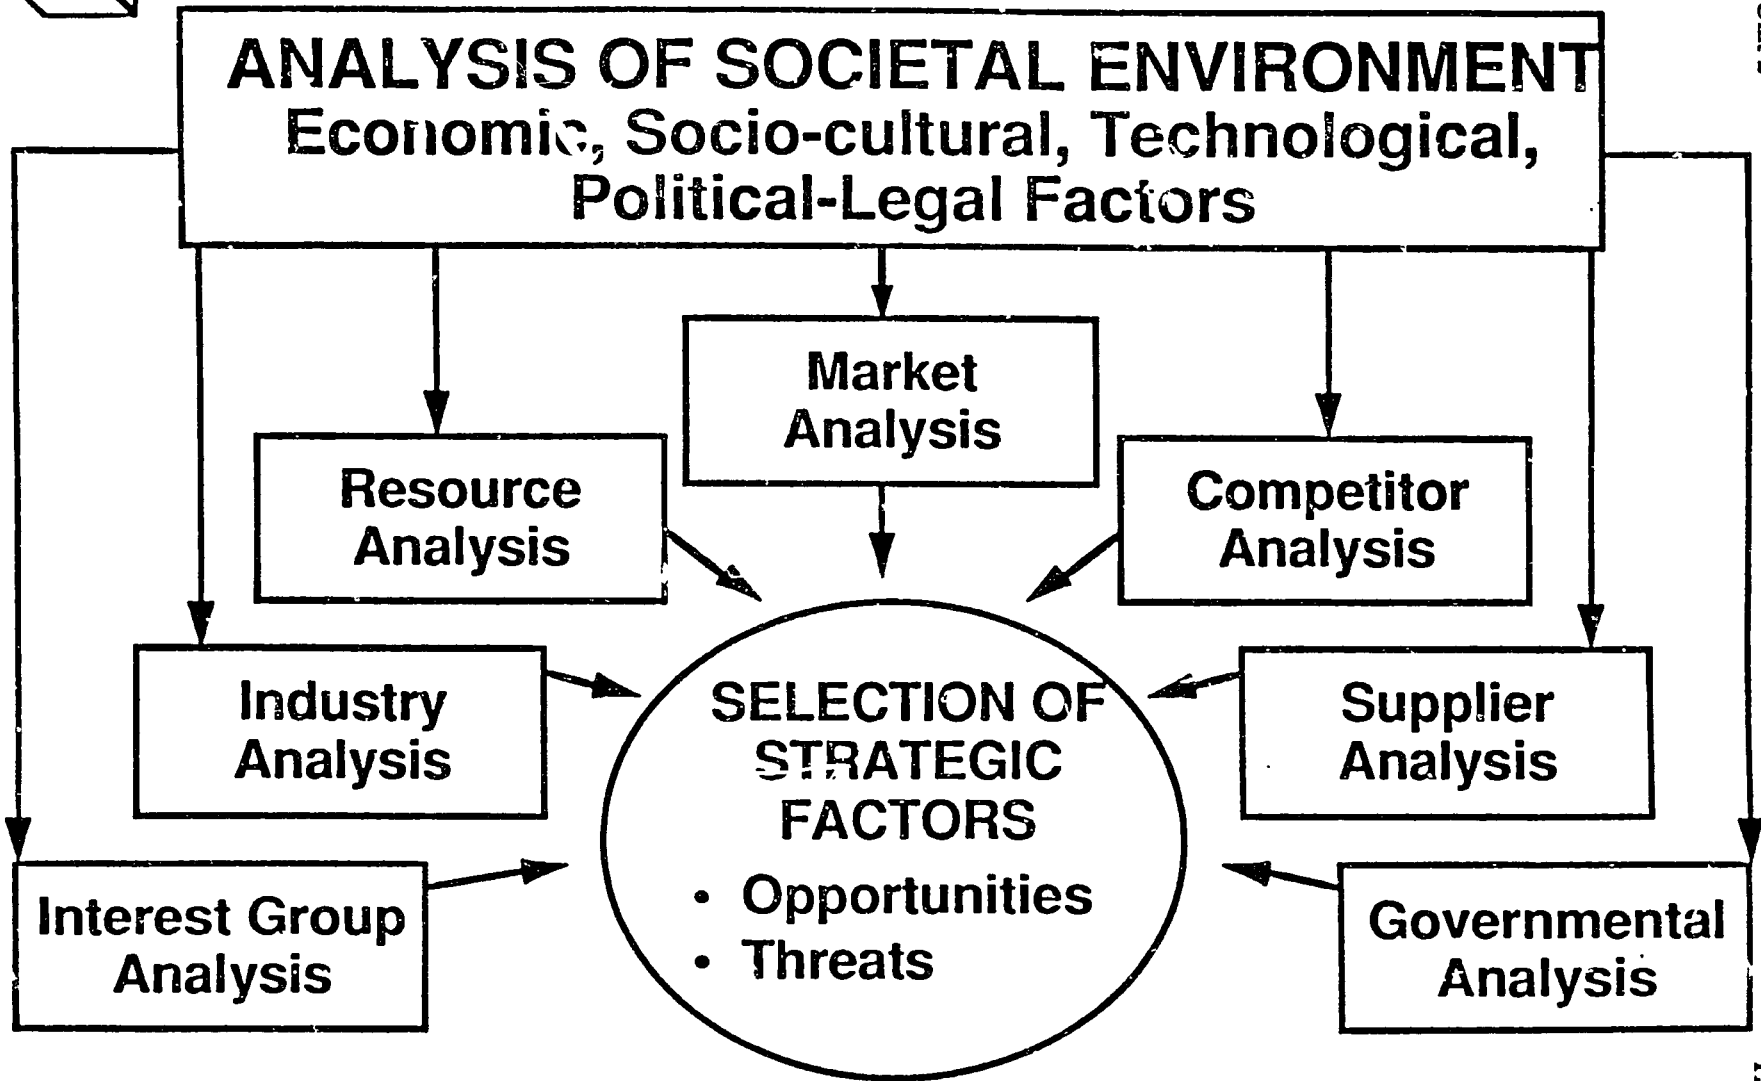 ANALYSIS OF SOCIETAL ENVIRONMENT
Economic, Socio-cultural, Technological,
Political-Legal Factors
Market
Analysis
Resource
Analysis
Competitor
Analysis
Industry
Analysis
SELECTION OF
STRATEGIC
FACTORS
• Opportunities
• Threats
Supplier
Analysis
Interest Group
Analysis
Governmental
Analysis